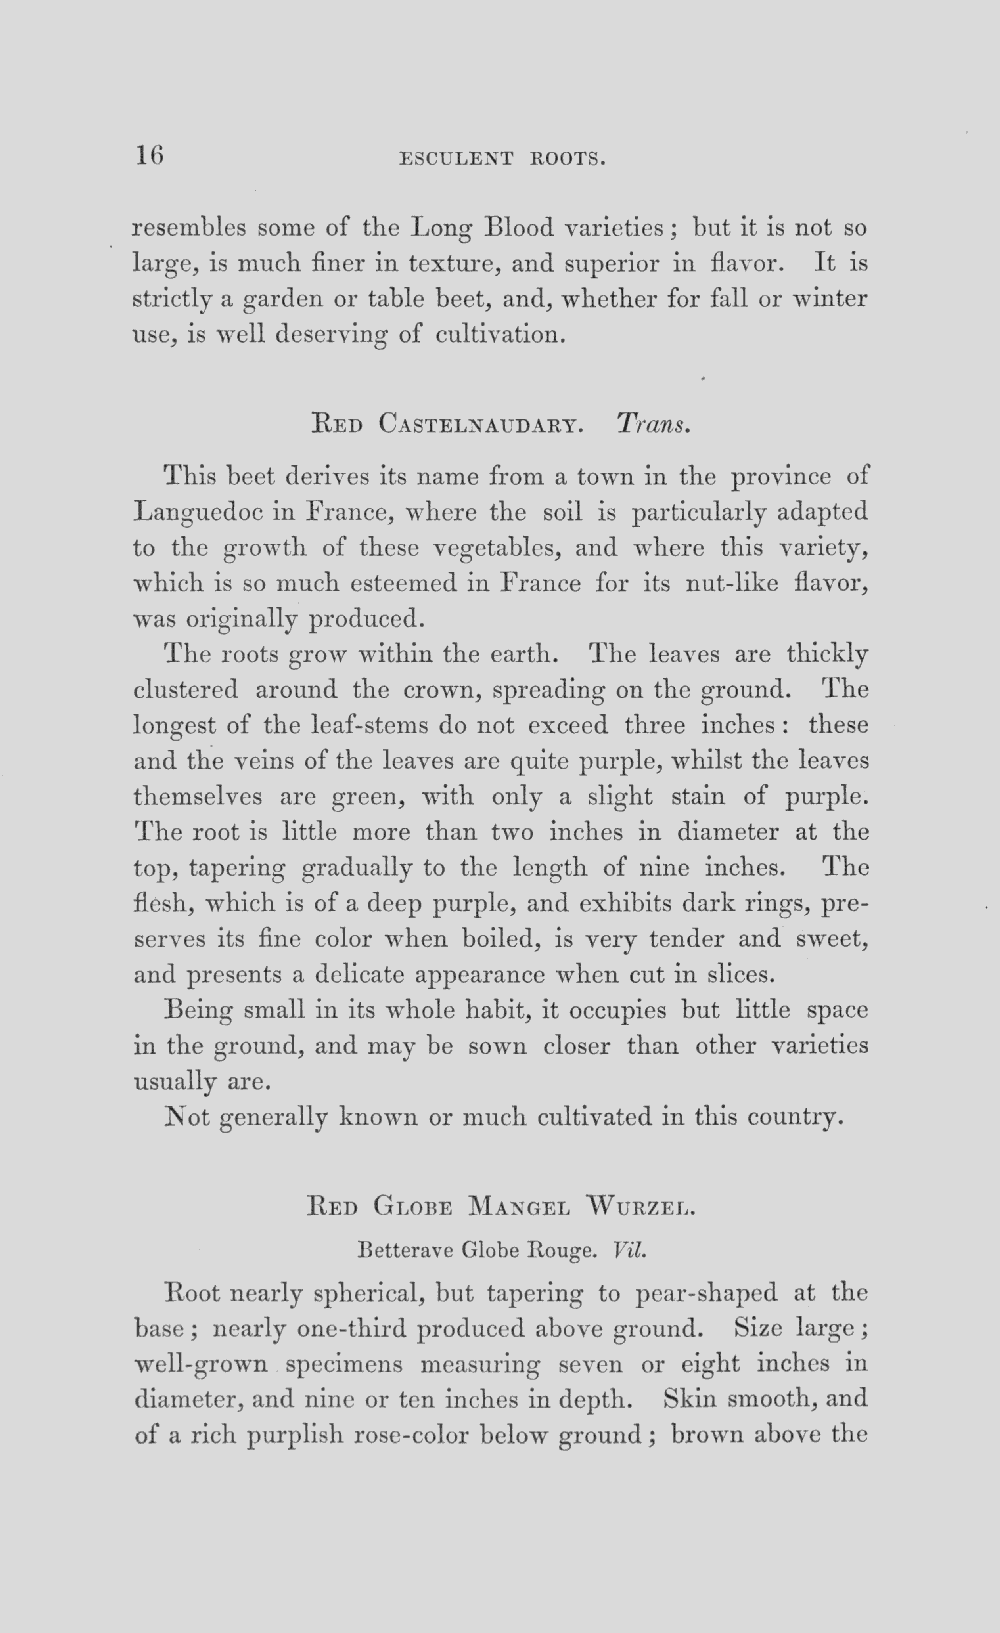 16 ESCULENT ROOTS.
resembles some of the Long Blood varieties; but it is not so
large, is much finer in texture, and superior in flavor. It is
strictly a garden or table beet, and, whether for fall or winter
use, is well deserving of cultivation.
RED CASTELNAUDARY. Trans.
This beet derives its name from a town in the province of
Languedoc in France, where the soil is particularly adapted
to the growth of these vegetables, and where this variety,
which is so much esteemed in France for its nut-like flavor,
was originally produced.
The roots grow within the earth. The leaves are thickly
clustered around the crown, spreading on the ground. The
longest of the leaf-stems do not exceed three inches: these
and the veins of the leaves are quite purple, whilst the leaves
themselves are green, with only a slight stain of purple.
The root is little more than two inches in diameter at the
top, tapering gradually to the length of nine inches. The
flesh, which is of a deep purple, and exhibits dark rings, pre-
serves its fine color when boiled, is very tender and sweet,
and presents a delicate appearance when cut in slices.
Being small in its whole habit, it occupies but little space
in the ground, and may be sown closer than other varieties
usually are.
Not generally known or much cultivated in this country.
RED GLOBE MANGEL WURZEL.
Betterave Globe Rouge. Vil.
Root nearly spherical, but tapering to pear-shaped at the
base; nearly one-third produced above ground. Size large;
well-grown specimens measuring seven or eight inches in
diameter, and nine or ten inches in depth. Skin smooth, and
of a rich purplish rose-color below ground; brown above the